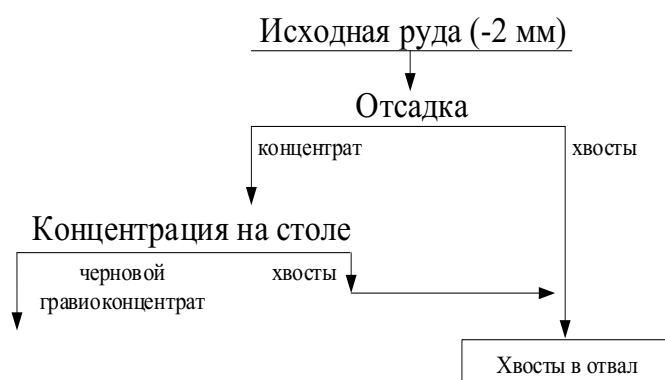 Исходная руда (-2 мм)
Отсадка
концентрат
хвосты
Концентрация на столе
черновой
гравиоконцентрат
хвосты
Хвосты в отвал